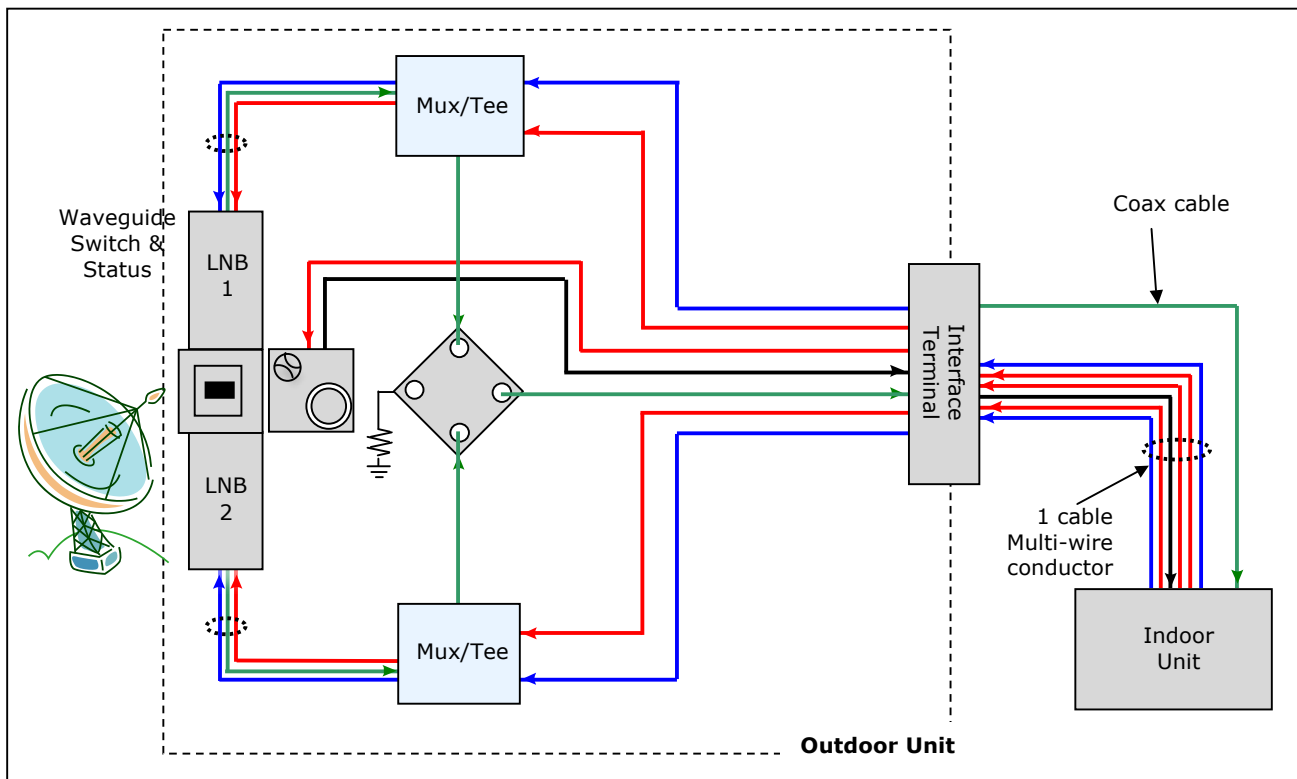 Mux/Tee
Coax cable
Waveguide
Switch &
Status
LNB
1
Interface
Terminal
LNB
2
1 cable
Multi-wire
conductor
Mux/Tee
Indoor
Unit
Outdoor Unit